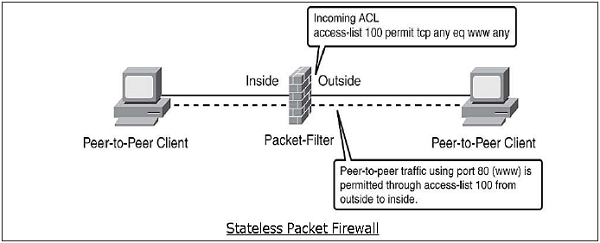 Incoming ACL
access-list 100 permit tcp any eq www any
Inside
Outside
Peer-to-Peer Client
Packet-Filter
Peer-to-Peer Client
Peer-to-peer traffic using port 80 (www) is
permitted through access-list 100 from
outside to inside.
Stateless Packet Firewall